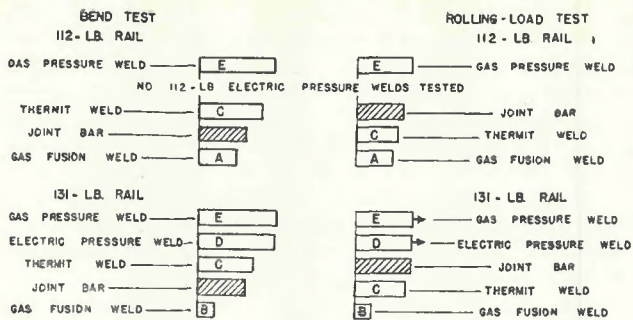 BEND TEST
112-LB. RAIL
GAS PRESSURE WELD E
NO 112-LB ELECTRIC PRESSURE WELDS TESTED
THERMIT WELD C
JOINT BAR
GAS FUSION WELD A
131-LB. RAIL
GAS PRESSURE WELD E
ELECTRIC PRESSURE WELD D
THERMIT WELD C
JOINT BAR
GAS FUSION WELD B
ROLLING-LOAD TEST
112-LB. RAIL
E GAS PRESSURE WELD
JOINT BAR
C THERMIT WELD
A GAS FUSION WELD
131-LB. RAIL
E GAS PRESSURE WELD
D ELECTRIC PRESSURE WELD
JOINT BAR
C THERMIT WELD
B GAS FUSION WELD